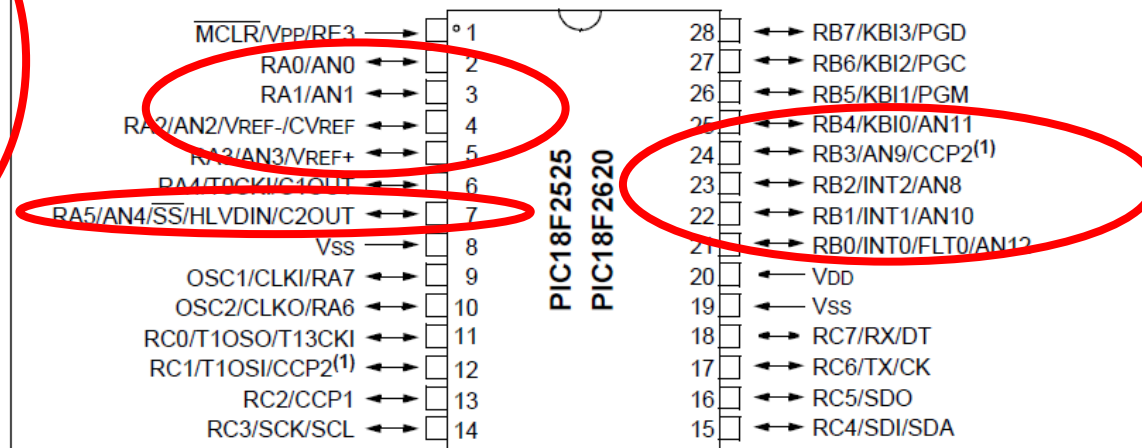 MCLR/VPP/RE3 1
RA0/AN0 2
RA1/AN1 3
RA2/AN2/VREF-/CVREF 4
RA3/AN3/VREF+ 5
RA4/T0CKI/C1OUT 6
RA5/AN4/SS/HLVDIN/C2OUT 7
VSS 8
OSC1/CLKI/RA7 9
OSC2/CLKO/RA6 10
RC0/T1OSO/T13CKI 11
RC1/T1OSI/CCP2(1) 12
RC2/CCP1 13
RC3/SCK/SCL 14
PIC18F2525
PIC18F2620
28 RB7/KBI3/PGD
27 RB6/KBI2/PGC
26 RB5/KBI1/PGM
25 RB4/KBI0/AN11
24 RB3/AN9/CCP2(1)
23 RB2/INT2/AN8
22 RB1/INT1/AN10
21 RB0/INT0/FLT0/AN12
20 VDD
19 VSS
18 RC7/RX/DT
17 RC6/TX/CK
16 RC5/SDO
15 RC4/SDI/SDA